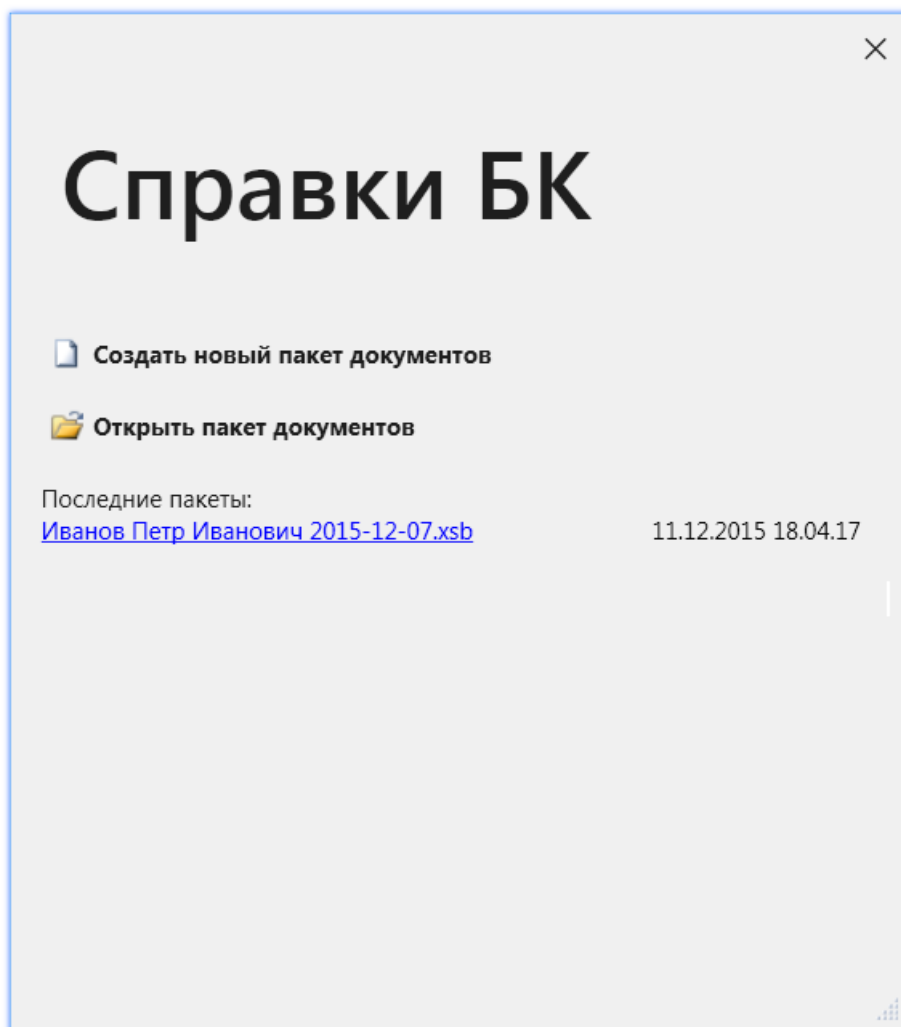 Справки БК
Создать новый пакет документов
Открыть пакет документов
Последние пакеты:
Иванов Петр Иванович 2015-12-07.xsb 11.12.2015 18.04.17